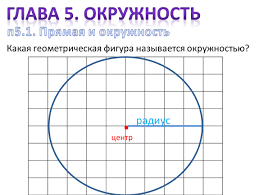 ГЛАВА 5. ОКРУЖНОСТЬ
п5.1. Прямая и окружность
Какая геометрическая фигура называется окружностью?
радиус
центр